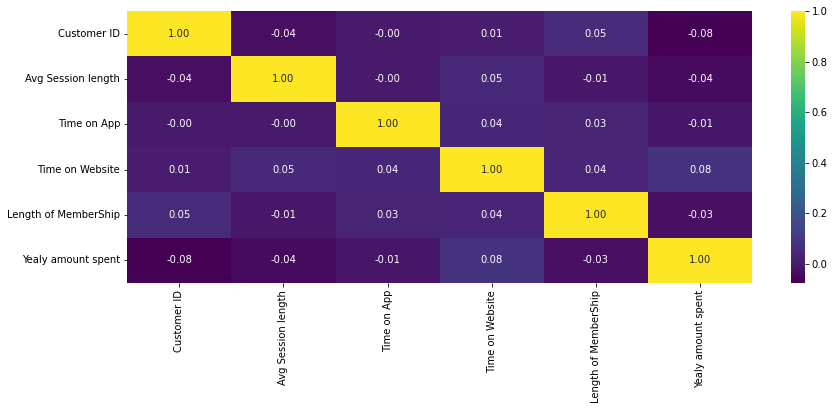 Customer ID 1.00 -0.04 -0.00 0.01 0.05 -0.08
Avg Session length -0.04 1.00 -0.00 0.05 -0.01 -0.04
Time on App -0.00 -0.00 1.00 0.04 0.03 -0.01
Time on Website 0.01 0.05 0.04 1.00 0.04 0.08
Length of MemberShip 0.05 -0.01 0.03 0.04 1.00 -0.03
Yealy amount spent -0.08 -0.04 -0.01 0.08 -0.03 1.00
Customer ID
Avg Session length
Time on App
Time on Website
Length of MemberShip
Yealy amount spent
1.0
0.8
0.6
0.4
0.2
0.0